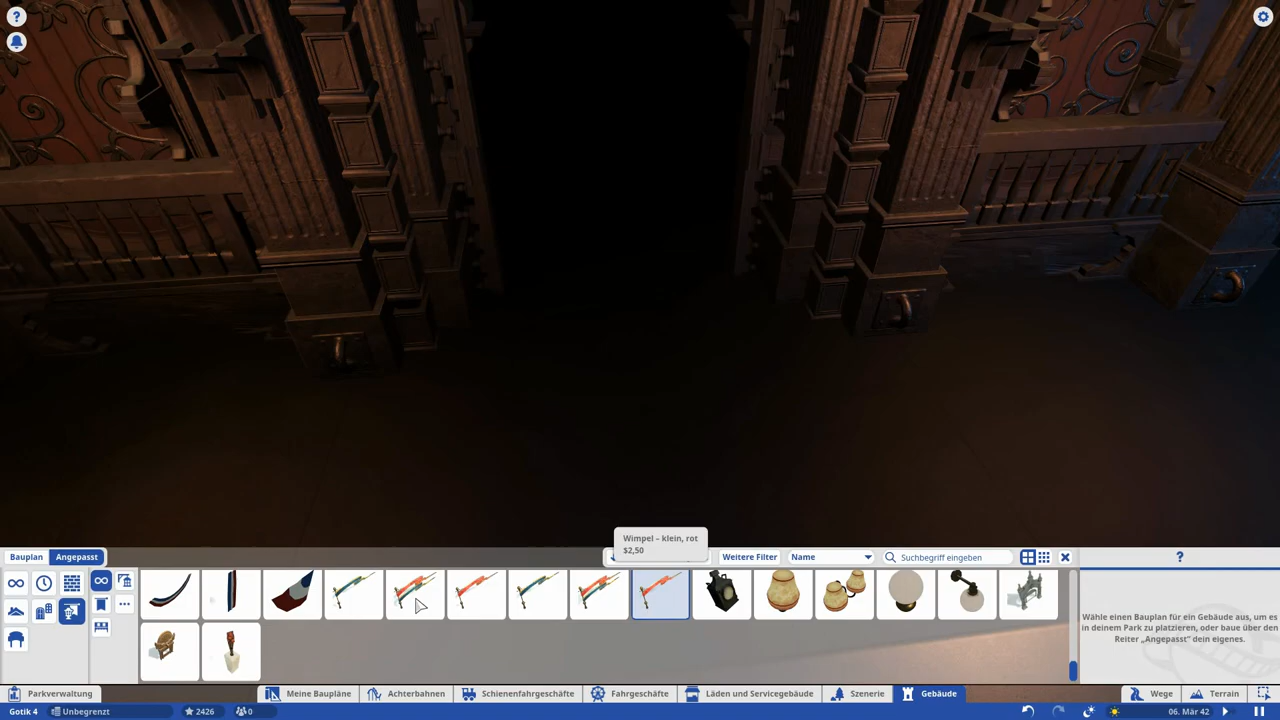 ?
Wimpel – klein, rot
$2,50
Bauplan
Angepasst
Weitere Filter
Name
Suchbegriff eingeben
?
Wähle einen Bauplan für ein Gebäude aus, um es
in deinem Park zu platzieren, oder baue über den
Reiter „Angepasst“ dein eigenes.
Parkverwaltung
Meine Baupläne
Achterbahnen
Schienenfahrgeschäfte
Fahrgeschäfte
Läden und Servicegebäude
Szenerie
Gebäude
Wege
Terrain
Gotik 4
Unbegrenzt
2426
0
06. Mär 42